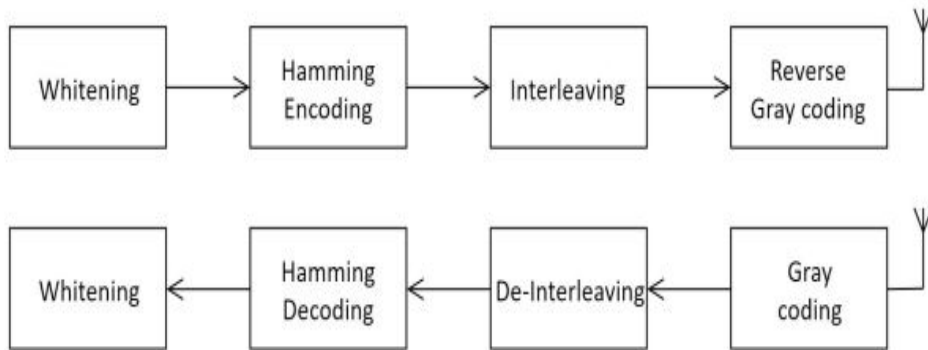 Whitening
Hamming
Encoding
Interleaving
Reverse
Gray coding
Whitening
Hamming
Decoding
De-Interleaving
Gray
coding